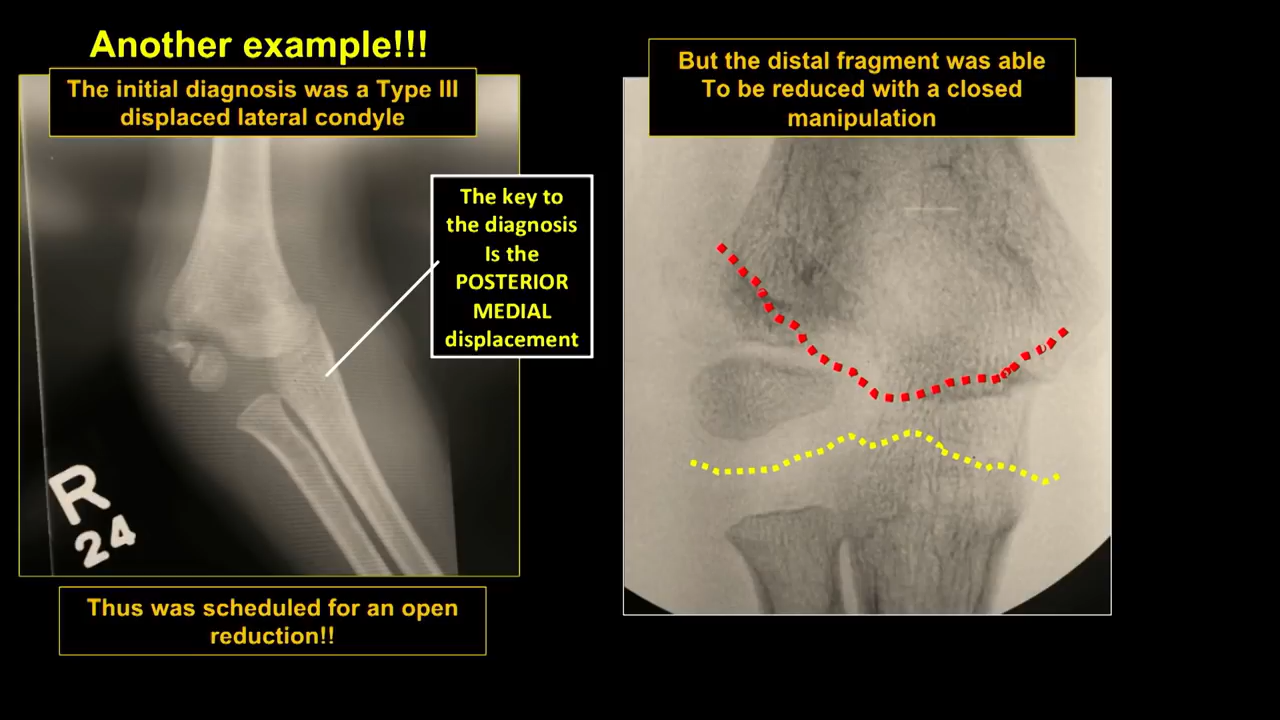 Another example!!!
The initial diagnosis was a Type III
displaced lateral condyle
The key to
the diagnosis
Is the
POSTERIOR
MEDIAL
displacement
R
24
Thus was scheduled for an open
reduction!!
But the distal fragment was able
To be reduced with a closed
manipulation